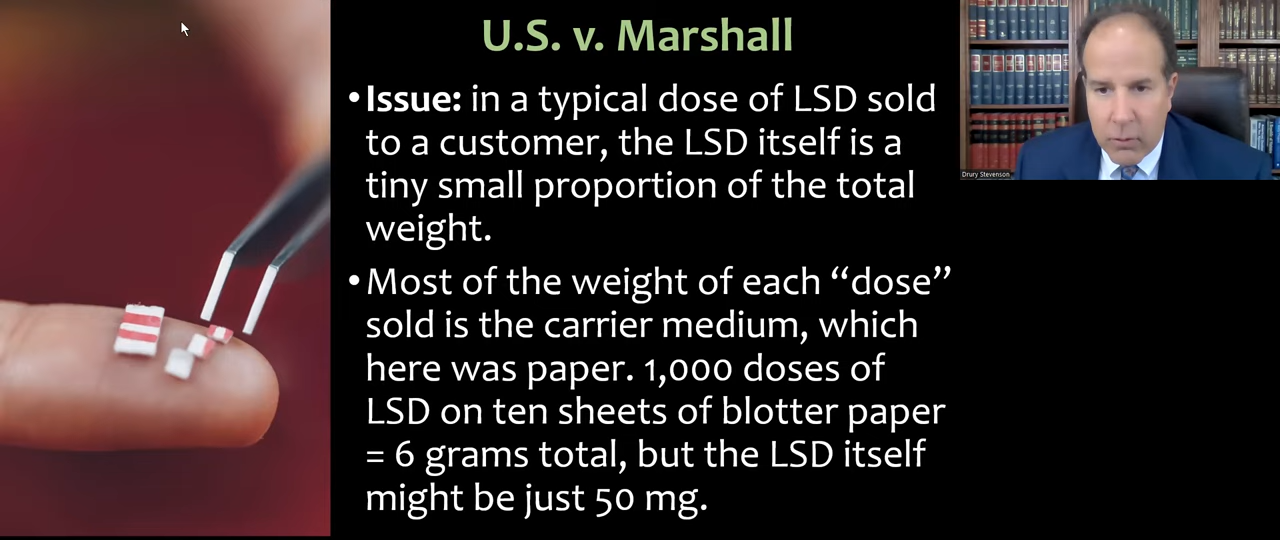 U.S. v. Marshall
• Issue: in a typical dose of LSD sold
to a customer, the LSD itself is a
tiny small proportion of the total
weight.
• Most of the weight of each “dose”
sold is the carrier medium, which
here was paper. 1,000 doses of
LSD on ten sheets of blotter paper
= 6 grams total, but the LSD itself
might be just 50 mg.
Drury Stevenson